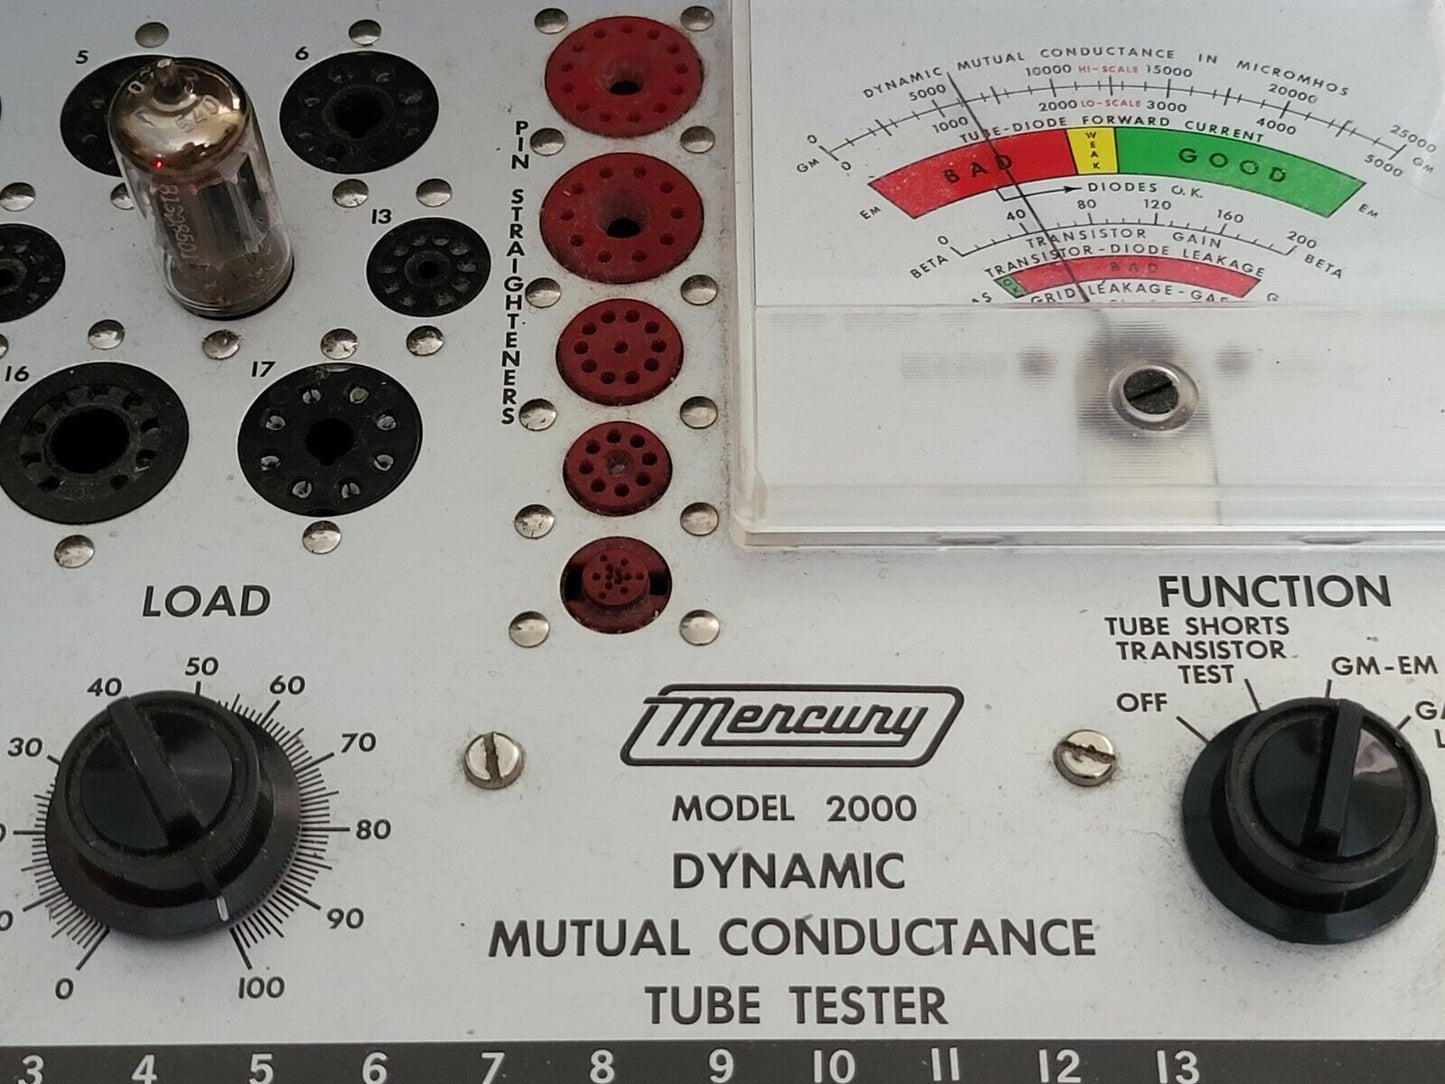 5
6
13
16
17
PIN STRAIGHTENERS
DYNAMIC MUTUAL CONDUCTANCE IN MICROMHOS
0 5000 10000 HI-SCALE 15000 20000 25000
GM 0 1000 2000 LO-SCALE 3000 4000 5000 GM
TUBE-DIODE FORWARD CURRENT
BAD WEAK GOOD
EM DIODES O.K. EM
0 40 80 120 160 200
BETA TRANSISTOR GAIN BETA
TRANSISTOR-DIODE LEAKAGE
OK BAD
GRID LEAKAGE-GAS
LOAD
0 30 40 50 60 70 80 90 100
FUNCTION
OFF
TUBE SHORTS
TRANSISTOR
TEST
GM-EM
Mercury
MODEL 2000
DYNAMIC
MUTUAL CONDUCTANCE
TUBE TESTER
3 4 5 6 7 8 9 10 11 12 13